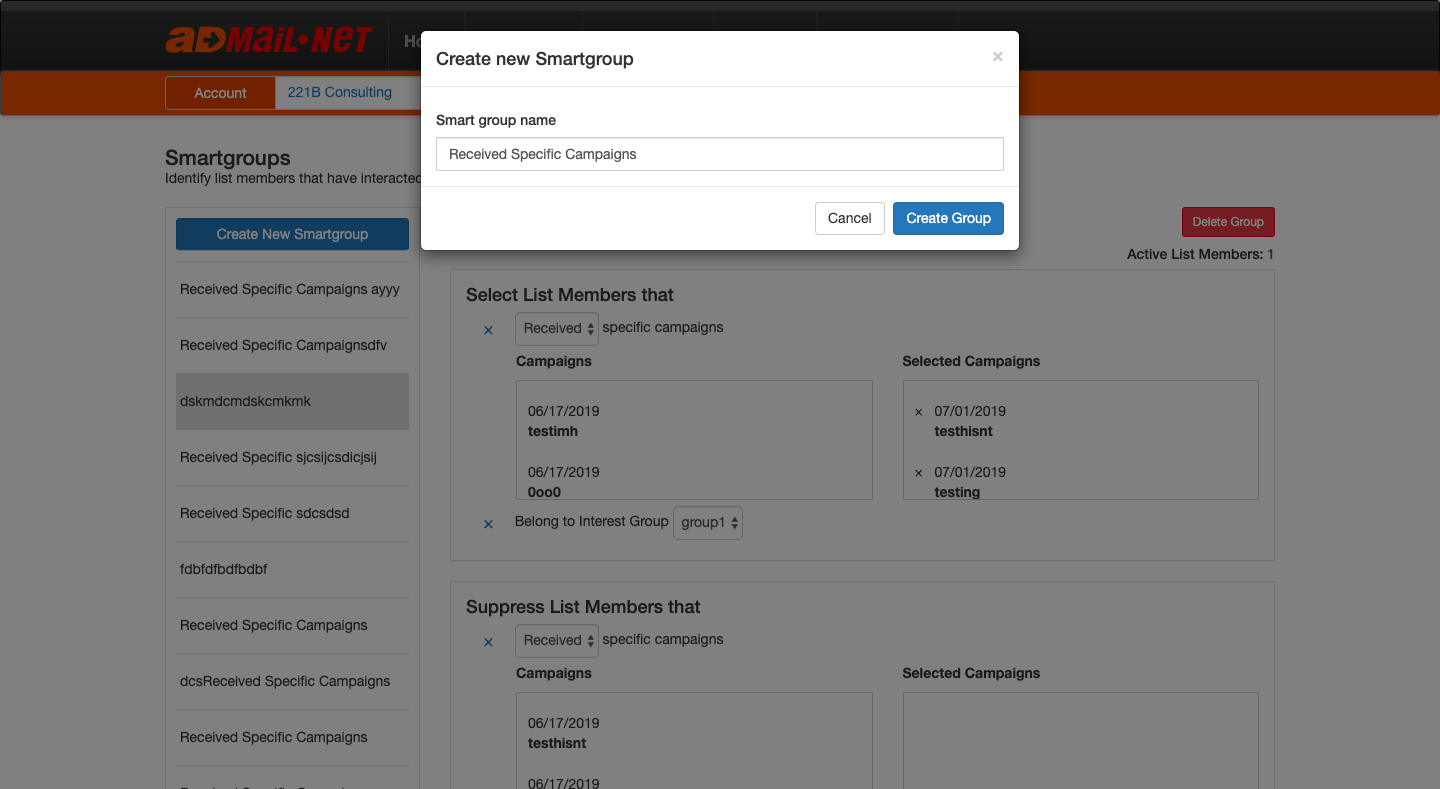 ADMAIL•NET
Create new Smartgroup
×
Account
221B Consulting
Smart group name
Received Specific Campaigns
Cancel
Create Group
Smartgroups
Identify list members that have interacted
Create New Smartgroup
Received Specific Campaigns ayyy
Received Specific Campaignsdfv
dskmdcmdskcmkmk
Received Specific sjcsijcsdicjsij
Received Specific sdcsdsd
fdbfdfbdfbdbf
Received Specific Campaigns
dcsReceived Specific Campaigns
Received Specific Campaigns
Delete Group
Active List Members: 1
Select List Members that
× Received specific campaigns
Campaigns
06/17/2019
testimh
06/17/2019
0oo0
Selected Campaigns
× 07/01/2019
testhisnt
× 07/01/2019
testing
× Belong to Interest Group group1
Suppress List Members that
× Received specific campaigns
Campaigns
06/17/2019
testhisnt
06/17/2019
Selected Campaigns